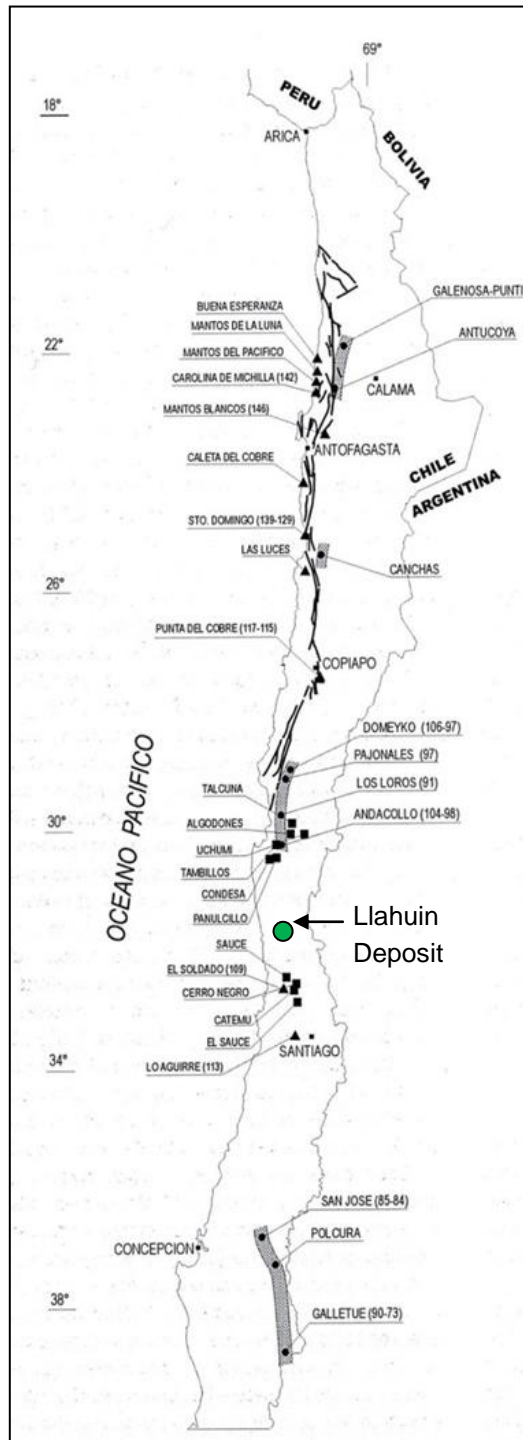 69°
18°
PERU
ARICA
BOLIVIA
BUENA ESPERANZA
GALENOSA-PUNTI
MANTOS DE LA LUNA
ANTUCOYA
22°
MANTOS DEL PACIFICO
CAROLINA DE MICHILLA (142)
CALAMA
MANTOS BLANCOS (146)
ANTOFAGASTA
CALETA DEL COBRE
CHILE
ARGENTINA
STO. DOMINGO (139-129)
LAS LUCES
CANCHAS
26°
PUNTA DEL COBRE (117-115)
COPIAPO
DOMEYKO (106-97)
PAJONALES (97)
TALCUNA
LOS LOROS (91)
ALGODONES
ANDACOLLO (104-98)
30°
UCHUMI
TAMBILLOS
CONDESA
PANULCILLO
OCEANO PACIFICO
Llahuin
Deposit
SAUCE
EL SOLDADO (109)
CERRO NEGRO
CATEMU
EL SAUCE
SANTIAGO
LO AGUIRRE (113)
34°
SAN JOSE (85-84)
CONCEPCION
POLCURA
38°
GALLETUE (90-73)